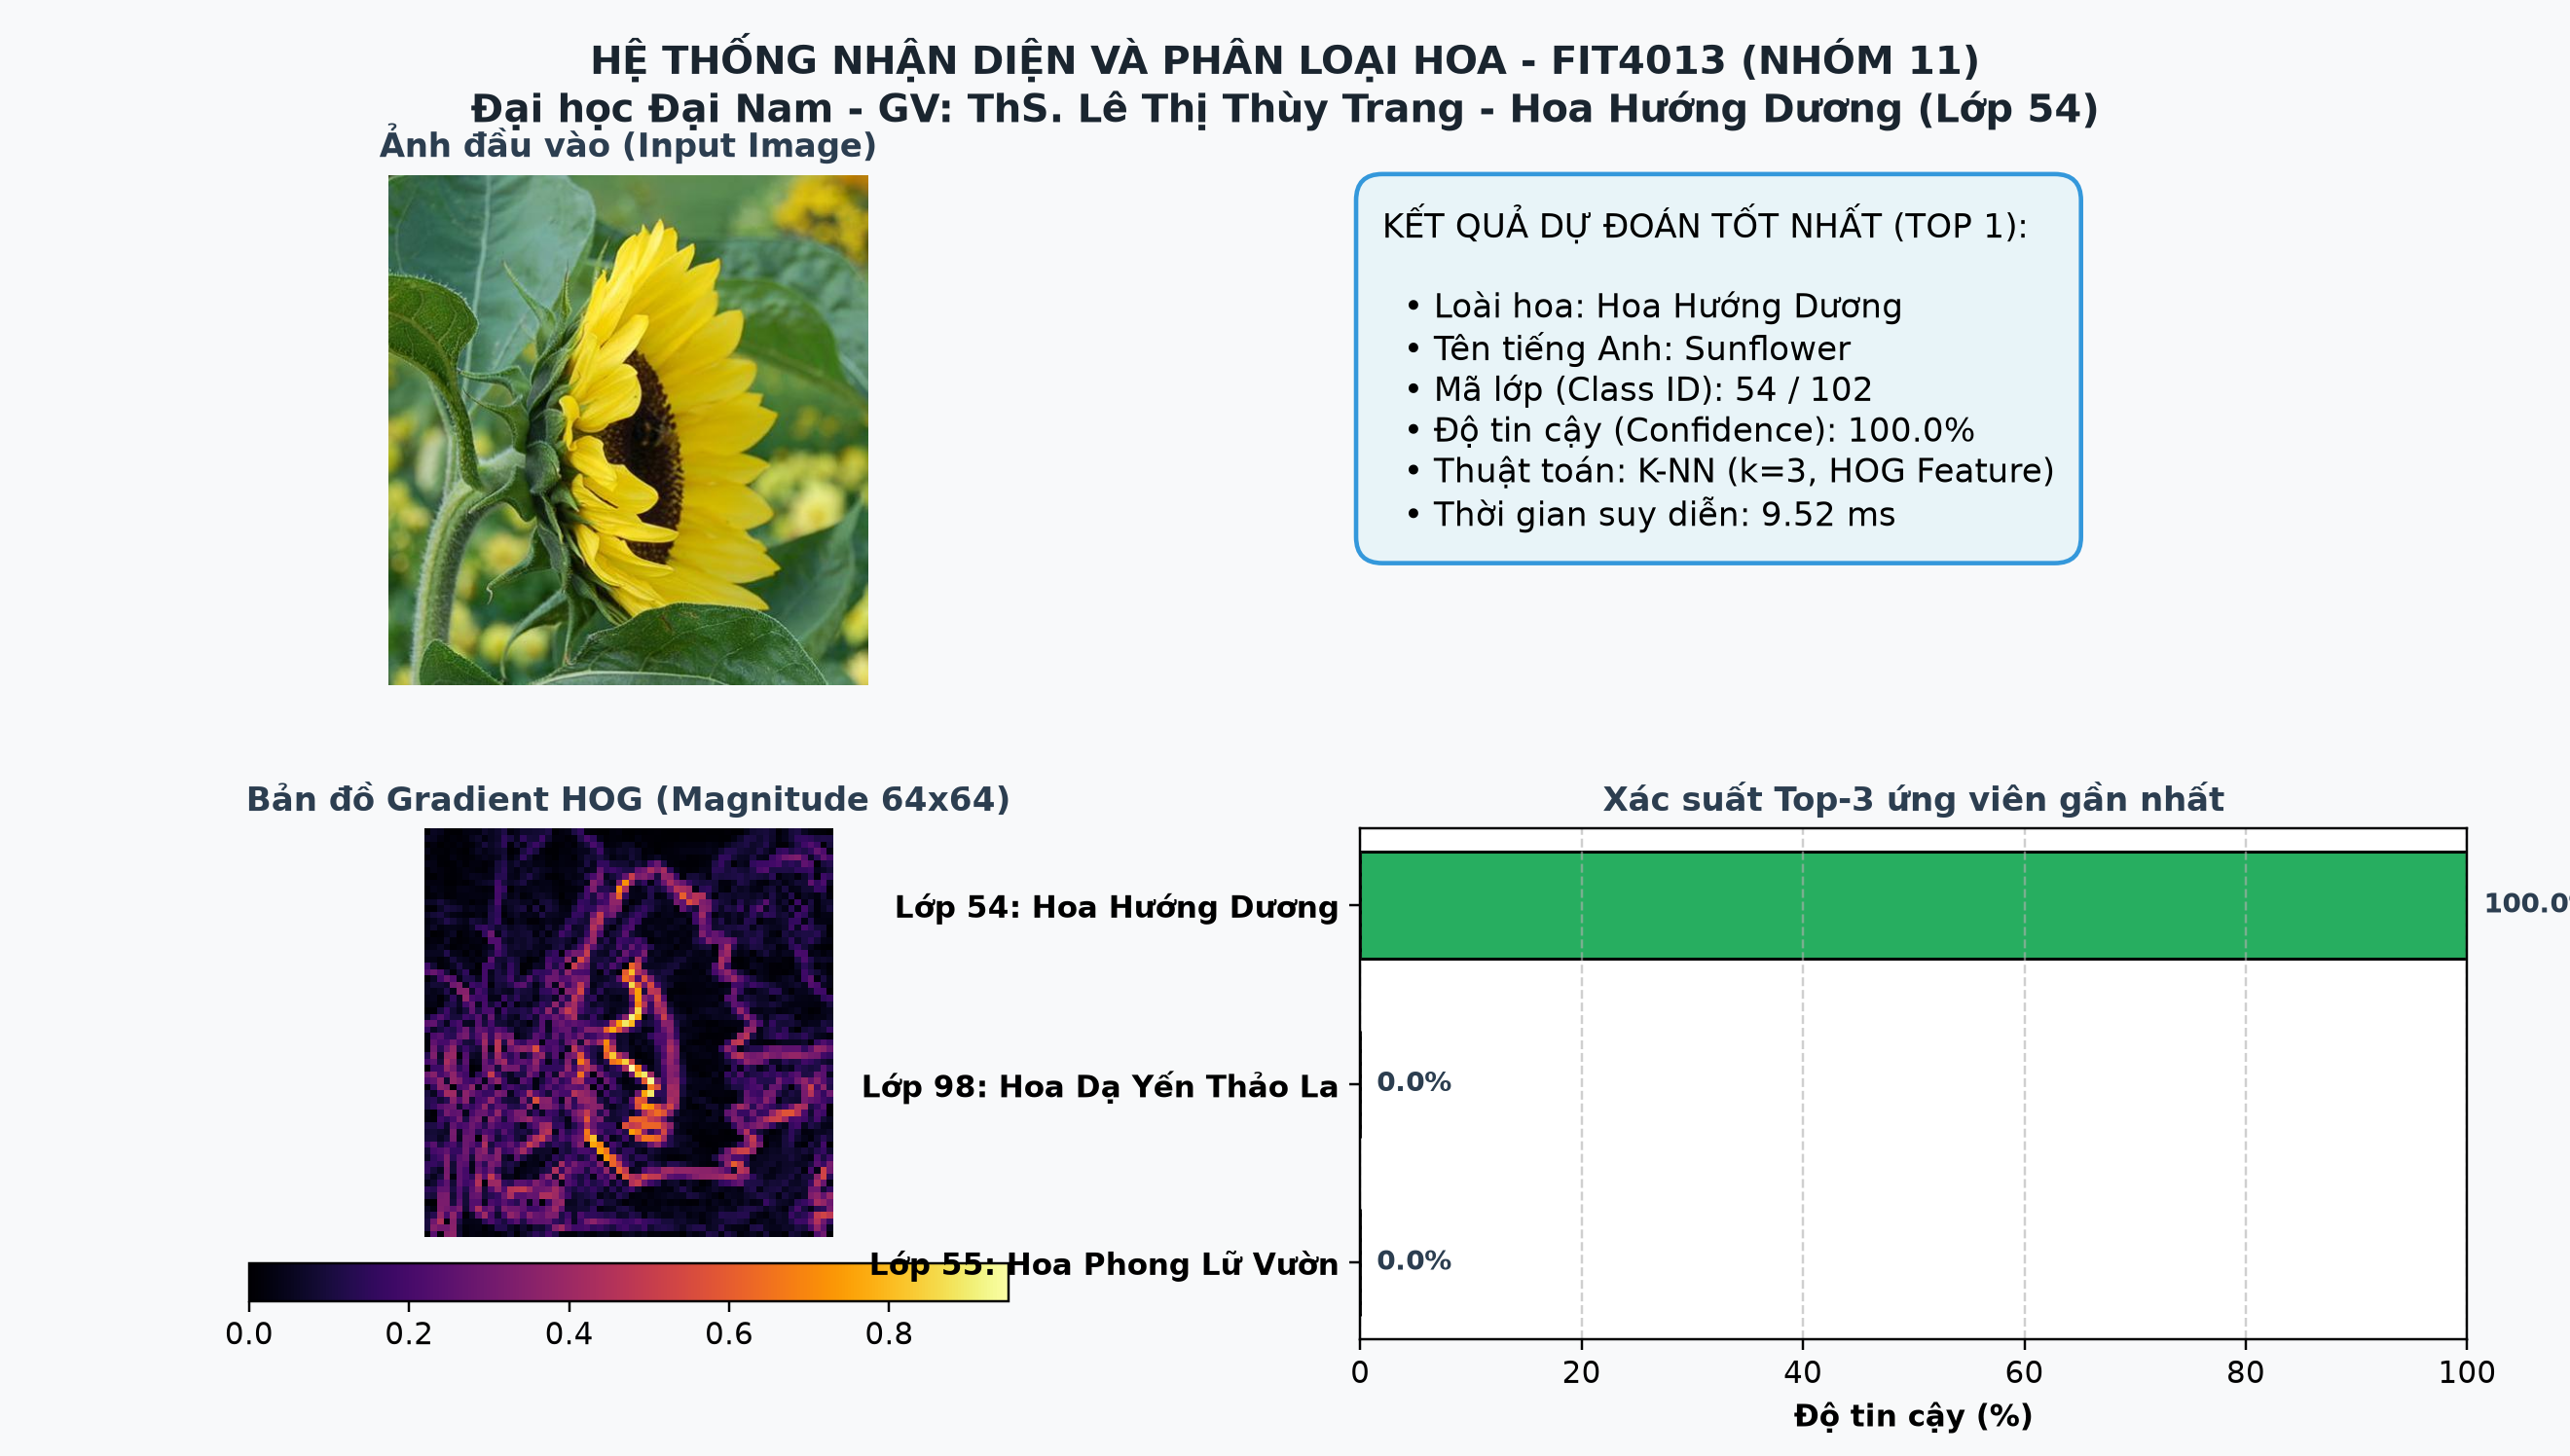 HỆ THỐNG NHẬN DIỆN VÀ PHÂN LOẠI HOA - FIT4013 (NHÓM 11)
Đại học Đại Nam - GV: ThS. Lê Thị Thùy Trang - Hoa Hướng Dương (Lớp 54)
Ảnh đầu vào (Input Image)
KẾT QUẢ DỰ ĐOÁN TỐT NHẤT (TOP 1):
• Loài hoa: Hoa Hướng Dương
• Tên tiếng Anh: Sunflower
• Mã lớp (Class ID): 54 / 102
• Độ tin cậy (Confidence): 100.0%
• Thuật toán: K-NN (k=3, HOG Feature)
• Thời gian suy diễn: 9.52 ms
Bản đồ Gradient HOG (Magnitude 64x64)
0.0 0.2 0.4 0.6 0.8
Xác suất Top-3 ứng viên gần nhất
Lớp 54: Hoa Hướng Dương
100.0
Lớp 98: Hoa Dạ Yến Thảo La
0.0%
Lớp 55: Hoa Phong Lữ Vườn
0.0%
0 20 40 60 80 100
Độ tin cậy (%)